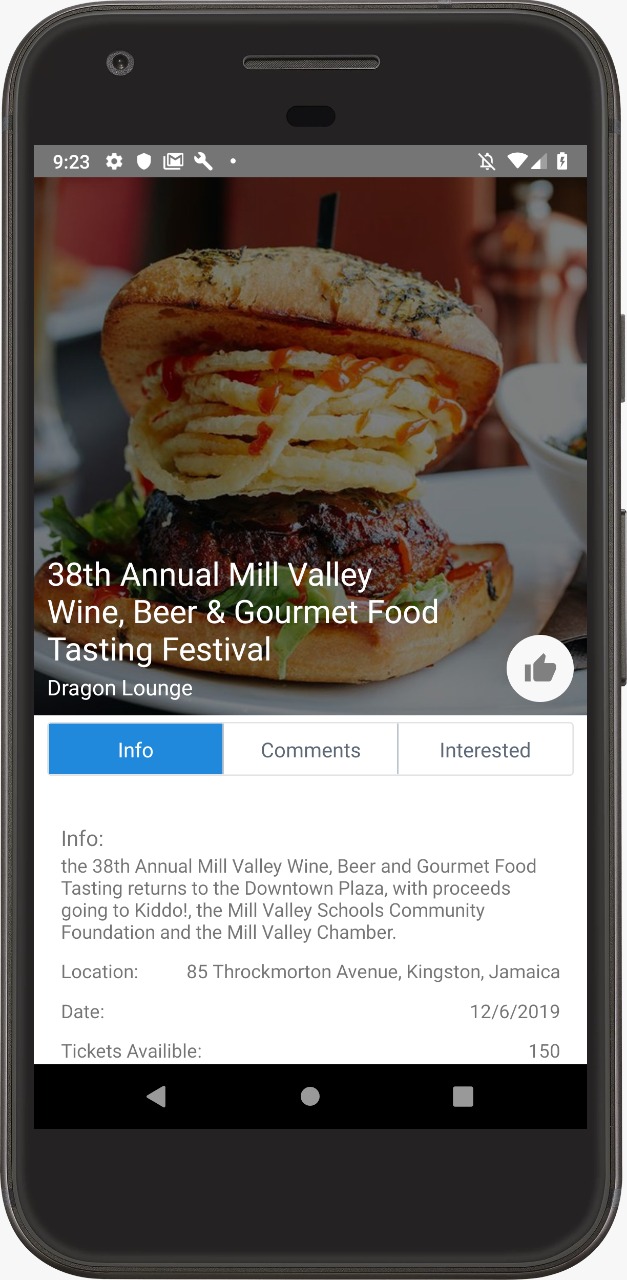 9:23
38th Annual Mill Valley
Wine, Beer & Gourmet Food
Tasting Festival
Dragon Lounge
Info
Comments
Interested
Info:
the 38th Annual Mill Valley Wine, Beer and Gourmet Food
Tasting returns to the Downtown Plaza, with proceeds
going to Kiddo!, the Mill Valley Schools Community
Foundation and the Mill Valley Chamber.
Location: 85 Throckmorton Avenue, Kingston, Jamaica
Date: 12/6/2019
Tickets Availible: 150